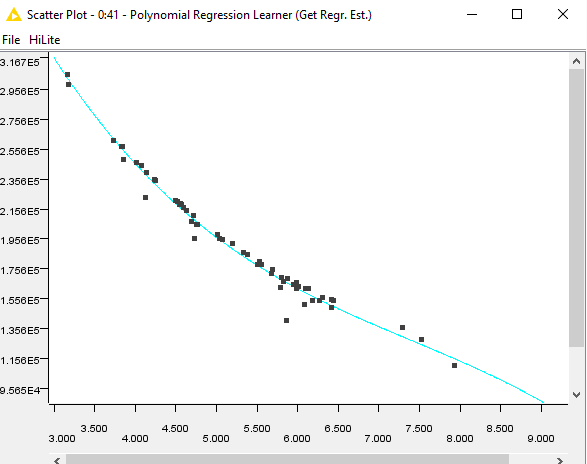 Scatter Plot - 0:41 - Polynomial Regression Learner (Get Regr. Est.)
File HiLite
3.167E5
2.956E5
2.756E5
2.556E5
2.356E5
2.156E5
1.956E5
1.756E5
1.556E5
1.356E5
1.156E5
9.565E4
3.500 4.500 5.500 6.500 7.500 8.500
3.000 4.000 5.000 6.000 7.000 8.000 9.000